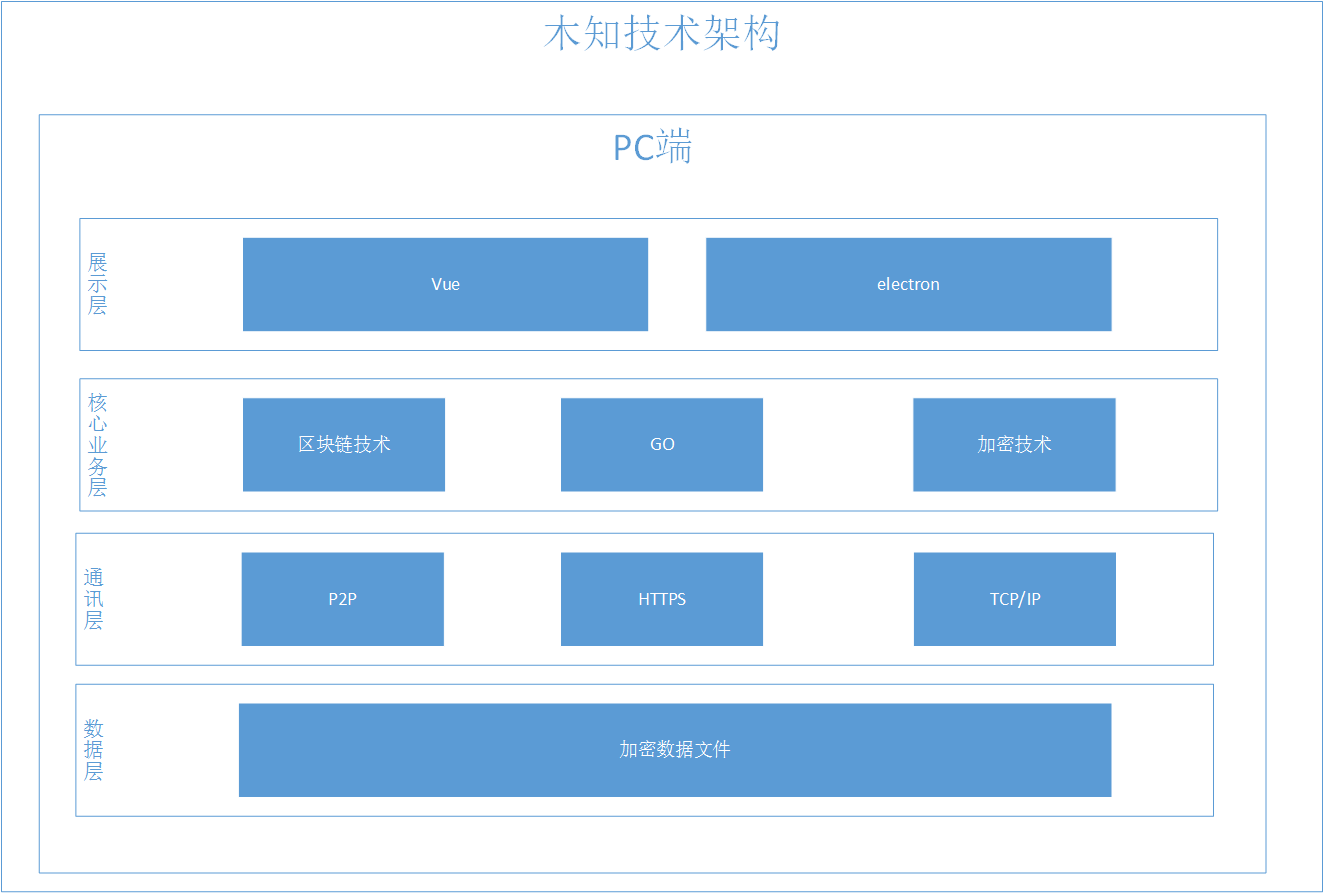 木知技术架构
PC端
展示层
Vue
electron
核心业务层
区块链技术
GO
加密技术
通讯层
P2P
HTTPS
TCP/IP
数据层
加密数据文件